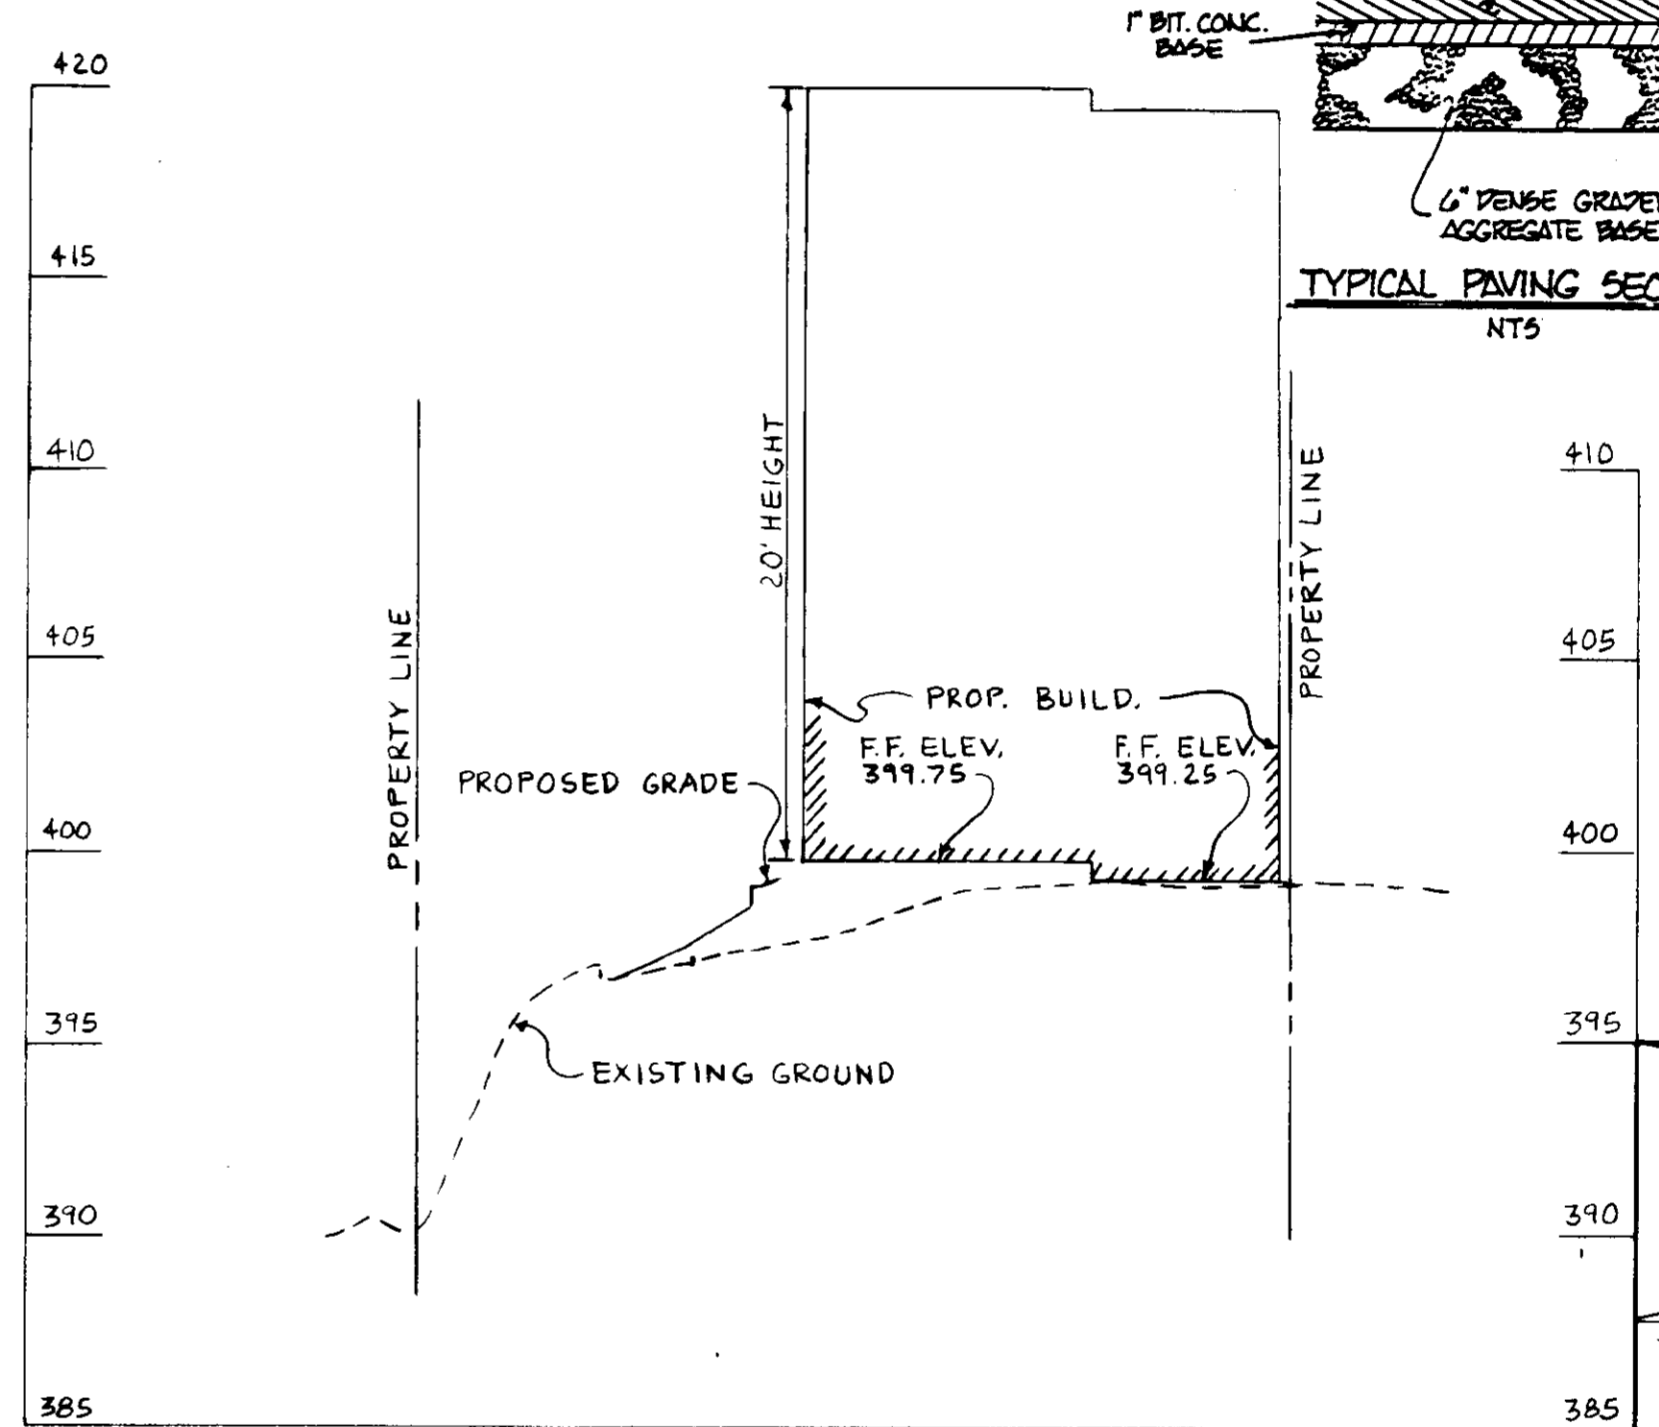 1" BIT. CONC.
BASE
6" DENSE GRADED
AGGREGATE BASE
TYPICAL PAVING SEC
NTS
420
415
410
405
400
395
390
385
PROPERTY LINE
20' HEIGHT
PROPERTY LINE
PROP. BUILD.
F.F. ELEV.
399.75
F.F. ELEV.
399.25
PROPOSED GRADE
EXISTING GROUND
410
405
400
395
390
385